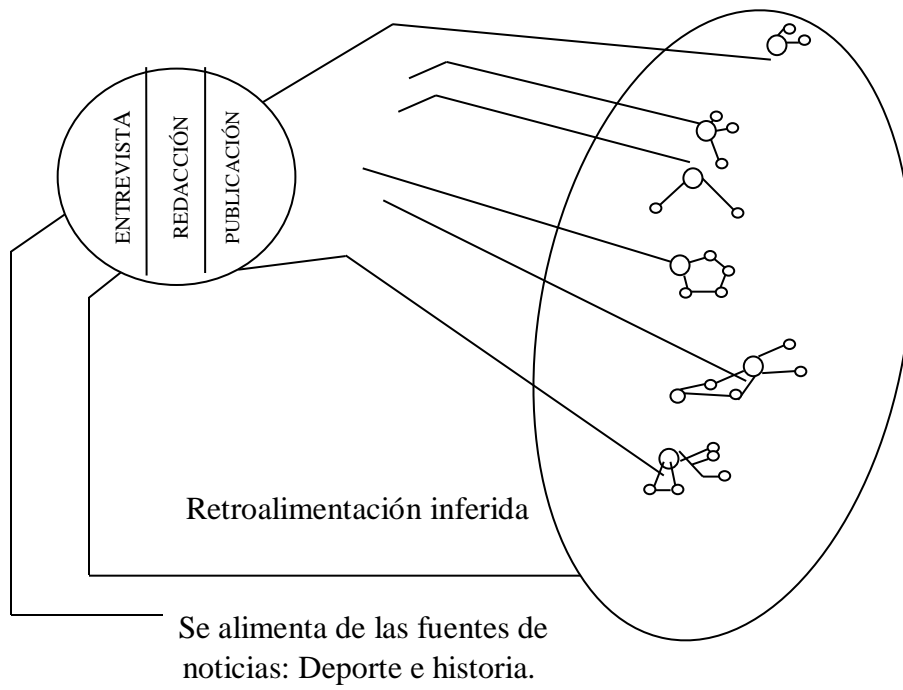 ENTREVISTA
REDACCIÓN
PUBLICACIÓN
Retroalimentación inferida
Se alimenta de las fuentes de
noticias: Deporte e historia.